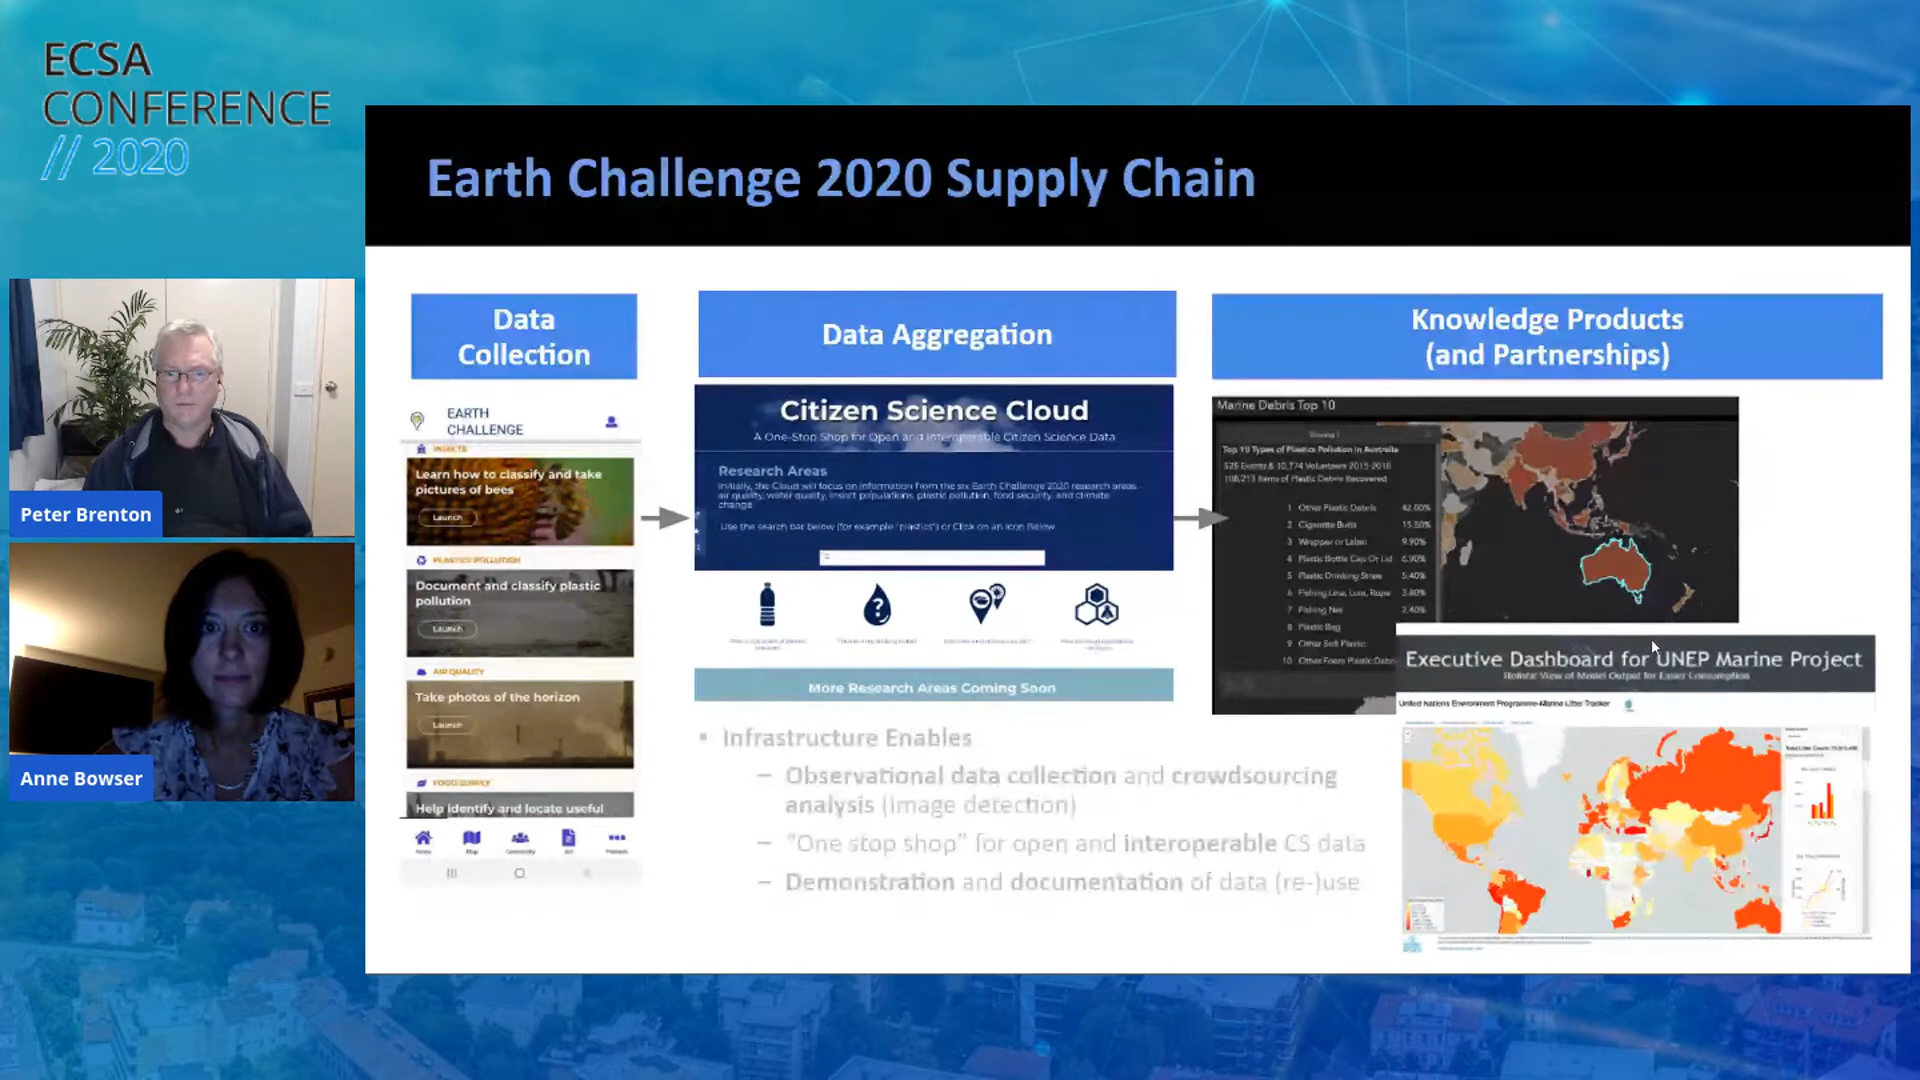 ECSA
CONFERENCE
// 2020
Peter Brenton
Anne Bowser
Earth Challenge 2020 Supply Chain
Data
Collection
EARTH
CHALLENGE
INSECTS
Learn how to classify and take
pictures of bees
Launch
PLASTICS POLLUTION
Document and classify plastic
pollution
Launch
AIR QUALITY
Take photos of the horizon
Launch
FOOD SUPPLY
Help identify and locate useful
Home
Map
Community
Data Aggregation
Citizen Science Cloud
A One-Stop Shop for Open and Interoperable Citizen Science Data
Research Areas
Initially, the Cloud will focus on information from the six Earth Challenge 2020 research areas,
air quality, water quality, insect populations, plastic pollution, food security, and climate
change
Use the search bar below (for example "plastics") or Click on an Icon Below
More Research Areas Coming Soon
Infrastructure Enables
– Observational data collection and crowdsourcing
analysis (image detection)
– “One stop shop” for open and interoperable CS data
– Demonstration and documentation of data (re-)use
Knowledge Products
(and Partnerships)
Marine Debris Top 10
Top 10 Types of Plastics Pollution in Australia
526 Events & 10,774 Volunteers 2015-2018
108,213 Items of Plastic Debris Recovered
1 Other Plastic Debris 42.00%
2 Cigarette Butts 15.50%
3 Wrapper or Label 9.90%
4 Plastic Bottle Cap Or Lid 6.90%
5 Plastic Drinking Straw 5.40%
6 Fishing Line, Lure, Rope 3.80%
7 Fishing Net 2.40%
8 Plastic Bag
9 Other Soft Plastic
10 Other Foam Plastic Debris
Executive Dashboard for UNEP Marine Project
Holistic View of Model Output for Easier Consumption
United Nations Environment Programme-Marine Litter Tracker